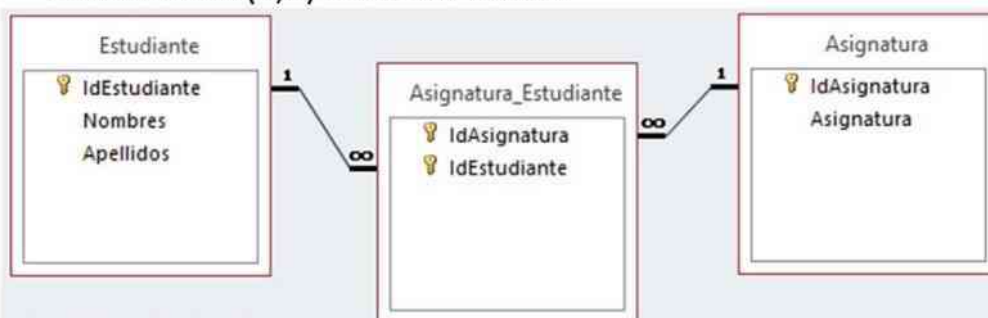 Estudiante
IdEstudiante
Nombres
Apellidos
1
∞
Asignatura_Estudiante
IdAsignatura
IdEstudiante
∞
1
Asignatura
IdAsignatura
Asignatura